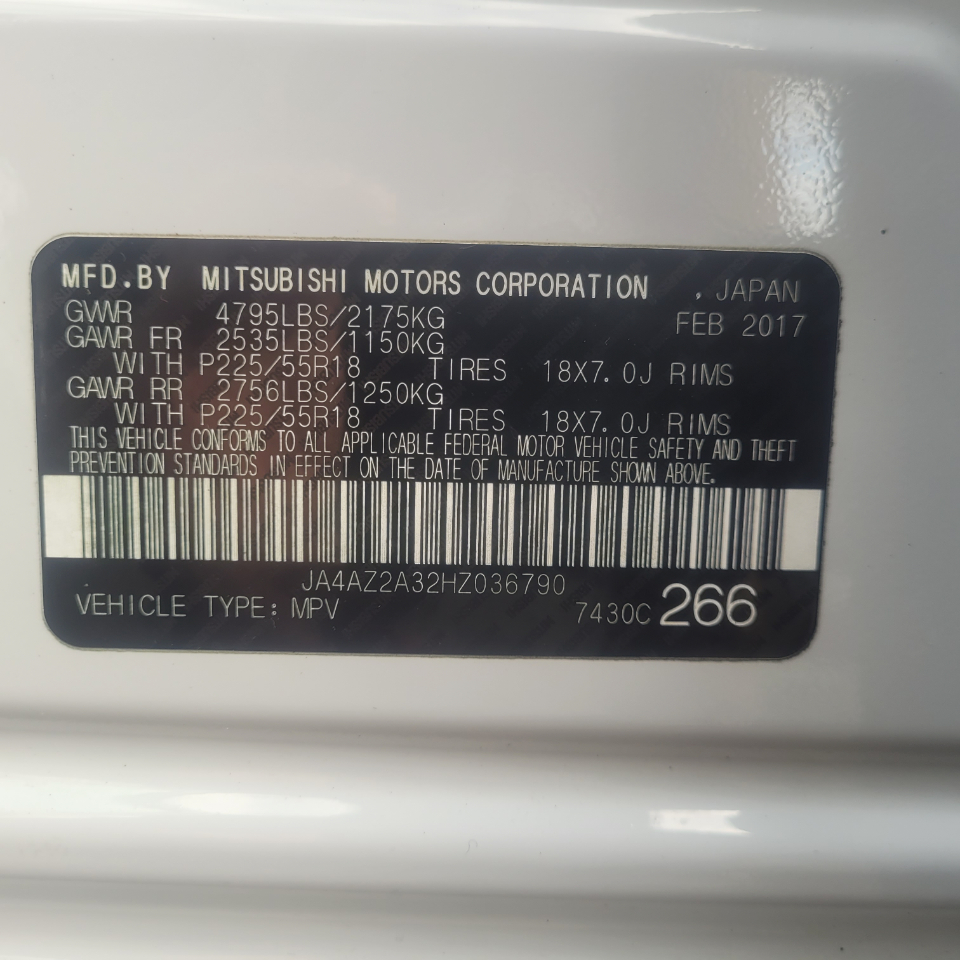 MFD.BY MITSUBISHI MOTORS CORPORATION , JAPAN
GWWR 4795LBS/2175KG FEB 2017
GAWR FR 2535LBS/1150KG
WITH P225/55R18 TIRES 18X7.0J RIMS
GAWR RR 2756LBS/1250KG
WITH P225/55R18 TIRES 18X7.0J RIMS
THIS VEHICLE CONFORMS TO ALL APPLICABLE FEDERAL MOTOR VEHICLE SAFETY AND THEFT
PREVENTION STANDARDS IN EFFECT ON THE DATE OF MANUFACTURE SHOWN ABOVE.
JA4AZ2A32HZ036790
VEHICLE TYPE: MPV 7430C 266